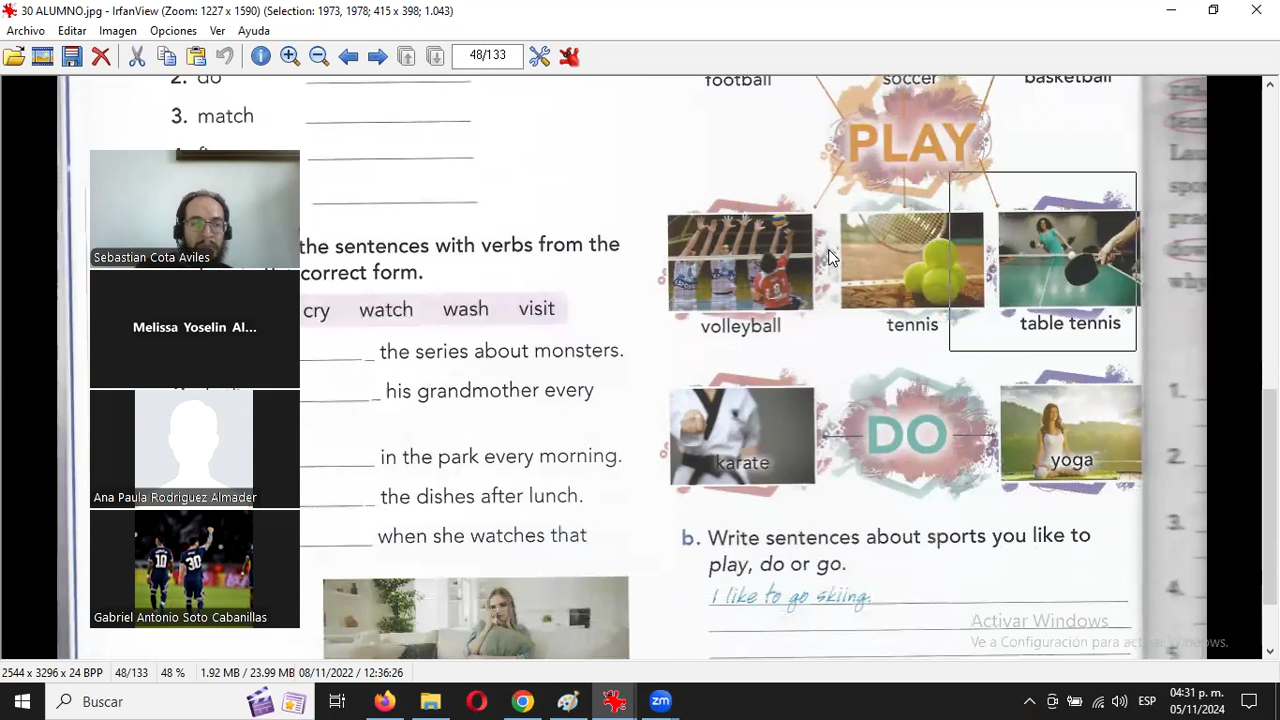 30 ALUMNO.jpg - IrfanView (Zoom: 1227 x 1590) (Selection: 1973, 1978; 415 x 398; 1.043)
Archivo Editar Imagen Opciones Ver Ayuda
48/133
2. do
3. match
the sentences with verbs from the
correct form.
cry watch wash visit
the series about monsters.
his grandmother every
in the park every morning.
the dishes after lunch.
when she watches that
football soccer basketball
PLAY
volleyball tennis table tennis
DO
karate yoga
b. Write sentences about sports you like to
play, do or go.
I like to go skiing.
Sebastian Cota Aviles
Melissa Yoselin Al...
Ana Paula Rodriguez Almader
10 30
Gabriel Antonio Soto Cabanillas
1.
2.
3.
Activar Windows
Ve a Configuración para activar Windows.
2544 x 3296 x 24 BPP 48/133 48 % 1.92 MB / 23.99 MB 08/11/2022 / 12:36:26
Buscar
zm
ESP
04:31 p. m.
05/11/2024